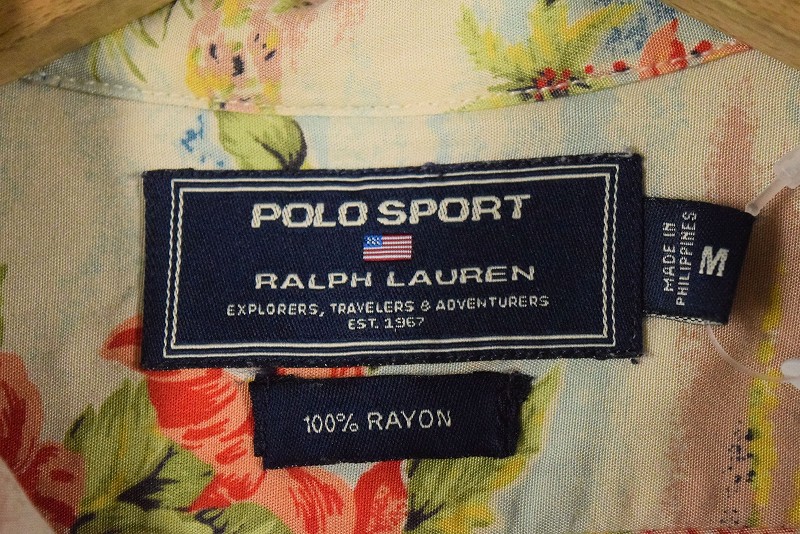 POLO SPORT
RALPH LAUREN
EXPLORERS, TRAVELERS & ADVENTURERS
EST. 1967
MADE IN
PHILIPPINES
M
100% RAYON